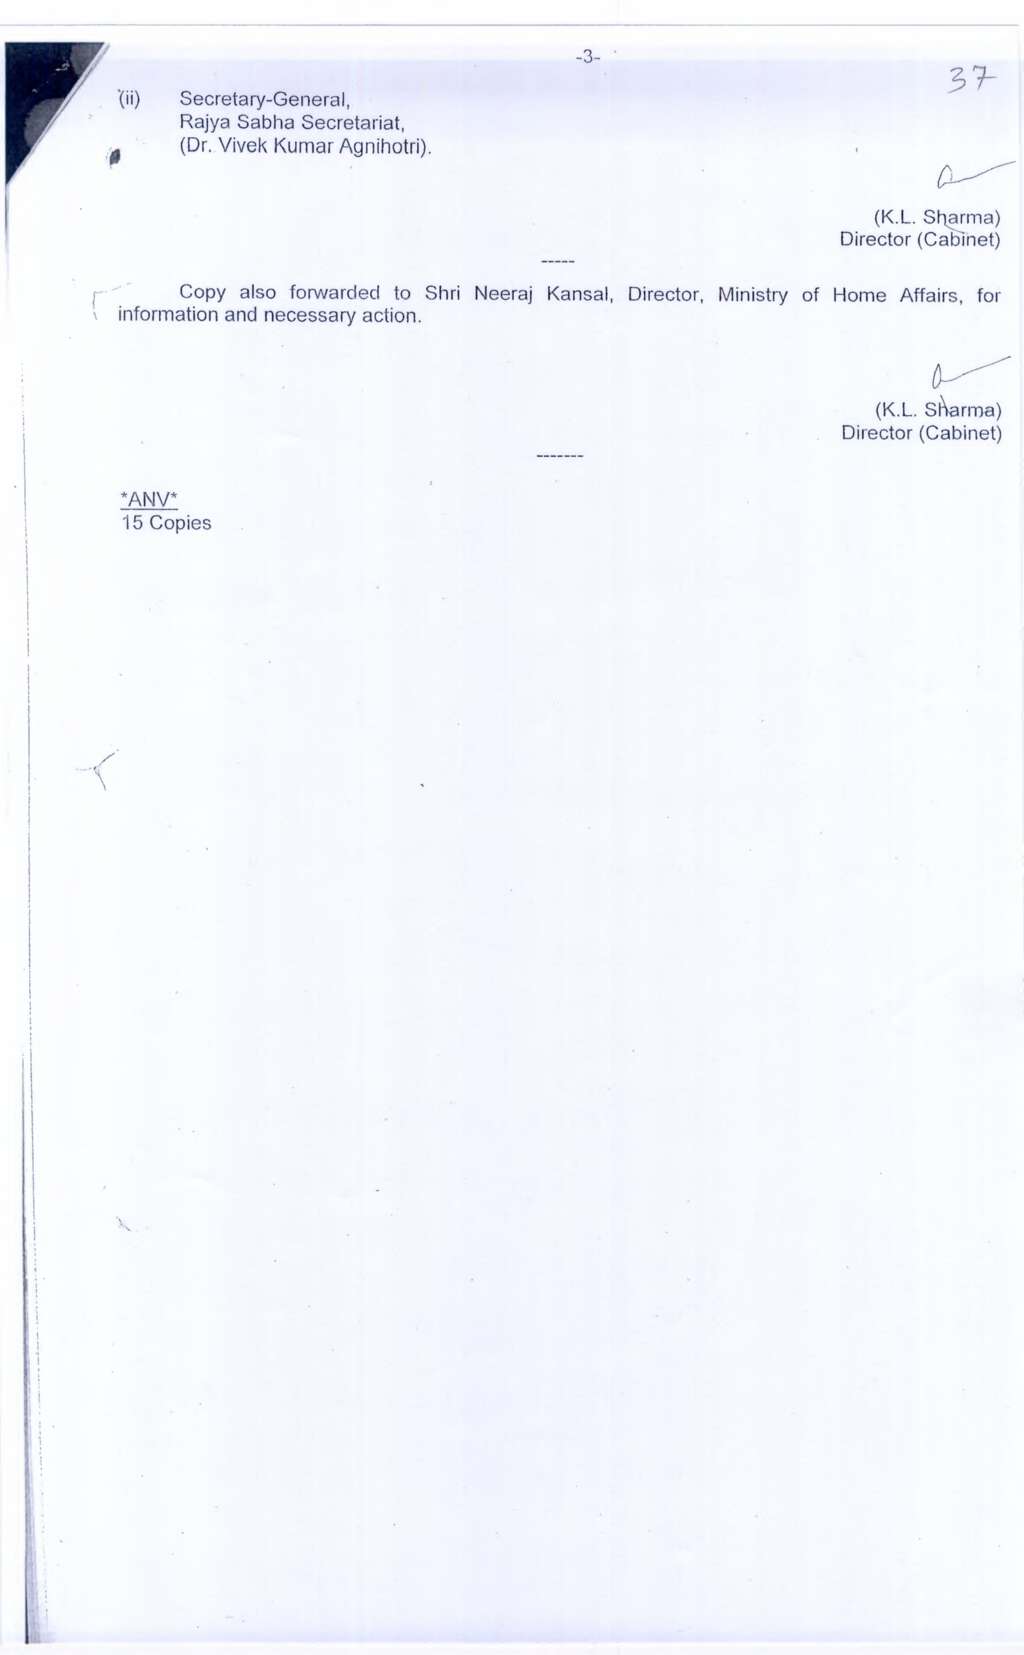 -3-
37
(ii) Secretary-General,
Rajya Sabha Secretariat,
(Dr. Vivek Kumar Agnihotri).
(K.L. Sharma)
Director (Cabinet)
-----
Copy also forwarded to Shri Neeraj Kansal, Director, Ministry of Home Affairs, for
information and necessary action.
(K.L. Sharma)
Director (Cabinet)
-------
*ANV*
15 Copies